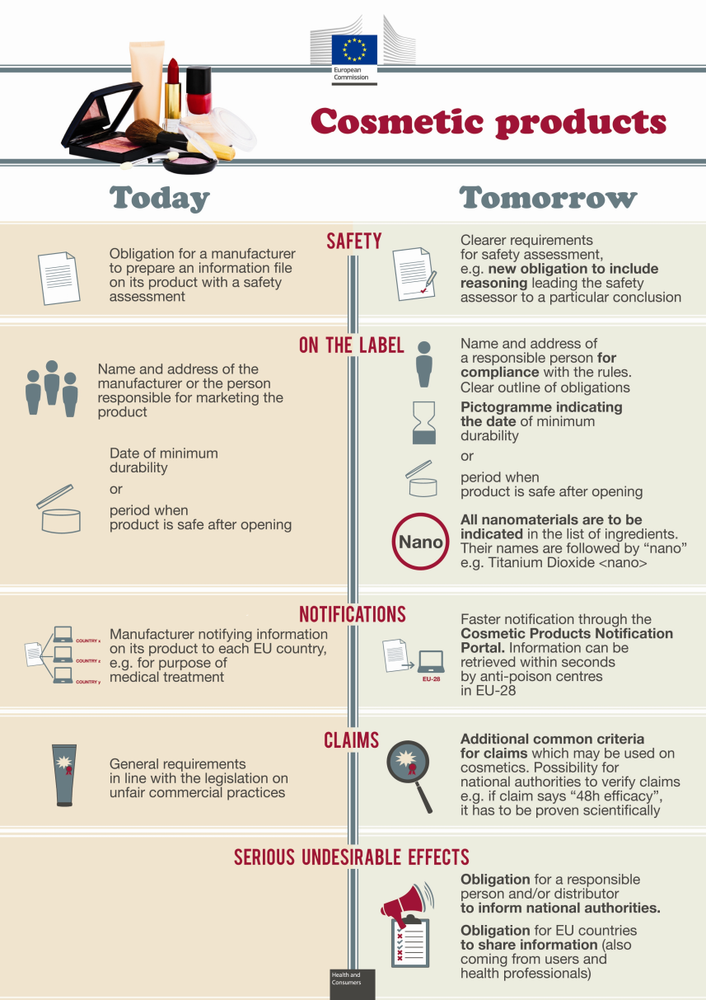 European
Commission
Cosmetic products
Today
Tomorrow
SAFETY
Obligation for a manufacturer
to prepare an information file
on its product with a safety
assessment
Clearer requirements
for safety assessment,
e.g. new obligation to include
reasoning leading the safety
assessor to a particular conclusion
ON THE LABEL
Name and address of the
manufacturer or the person
responsible for marketing the
product
Date of minimum
durability
or
period when
product is safe after opening
Name and address of
a responsible person for
compliance with the rules.
Clear outline of obligations
Pictogramme indicating
the date of minimum
durability
or
period when
product is safe after opening
Nano
All nanomaterials are to be
indicated in the list of ingredients.
Their names are followed by “nano”
e.g. Titanium Dioxide <nano>
NOTIFICATIONS
COUNTRY x
COUNTRY z
COUNTRY y
Manufacturer notifying information
on its product to each EU country,
e.g. for purpose of
medical treatment
EU-28
Faster notification through the
Cosmetic Products Notification
Portal. Information can be
retrieved within seconds
by anti-poison centres
in EU-28
CLAIMS
General requirements
in line with the legislation on
unfair commercial practices
Additional common criteria
for claims which may be used on
cosmetics. Possibility for
national authorities to verify claims
e.g. if claim says “48h efficacy”,
it has to be proven scientifically
SERIOUS UNDESIRABLE EFFECTS
Obligation for a responsible
person and/or distributor
to inform national authorities.
Obligation for EU countries
to share information (also
coming from users and
health professionals)
Health and
Consumers